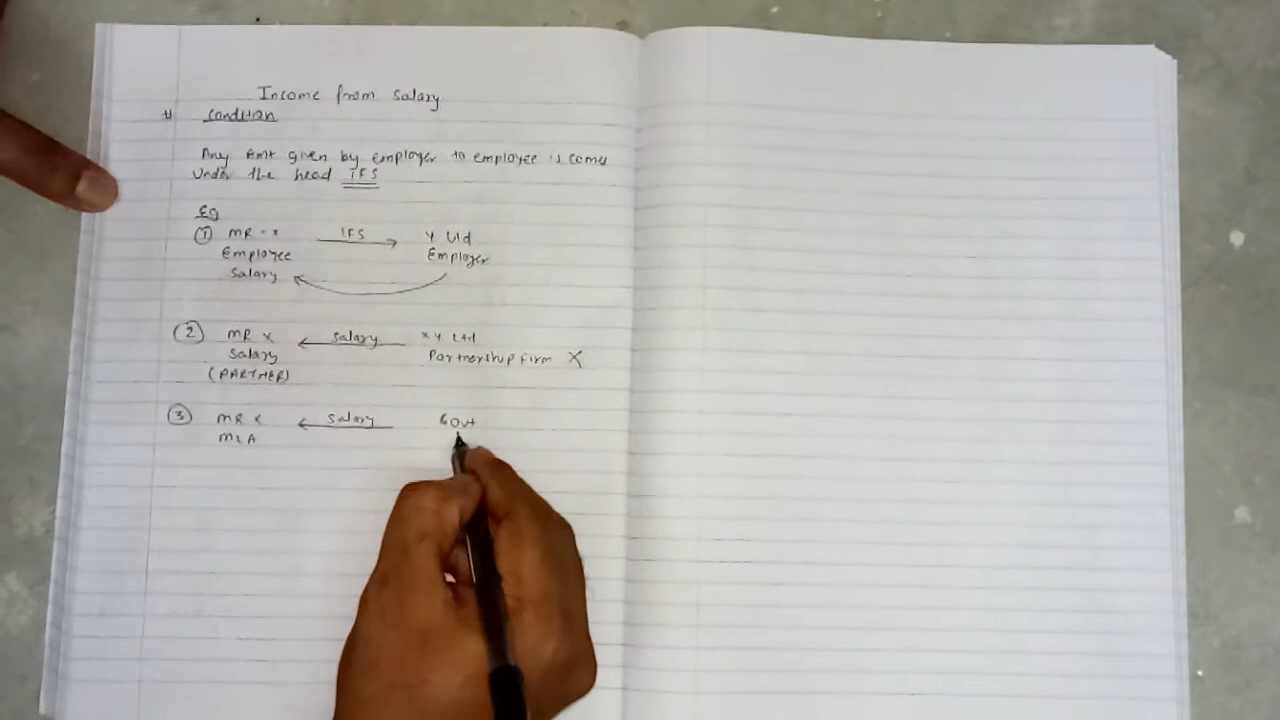 Income from Salary
# condition
Any Amt given by employer to employee is comes
Under the head IFS
Eg
① MR - x IFS Y Ltd
Employee Employer
Salary
② MR X Salary XY Ltd
Salary Partnership firm X
(PARTNER)
③ MR X Salary Govt
MLA